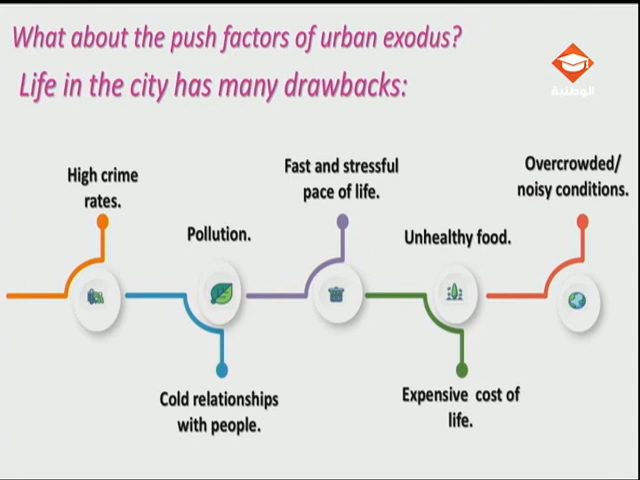 What about the push factors of urban exodus?
Life in the city has many drawbacks:
الوطنية
High crime
rates.
Pollution.
Fast and stressful
pace of life.
Unhealthy food.
Overcrowded/
noisy conditions.
Cold relationships
with people.
Expensive cost of
life.